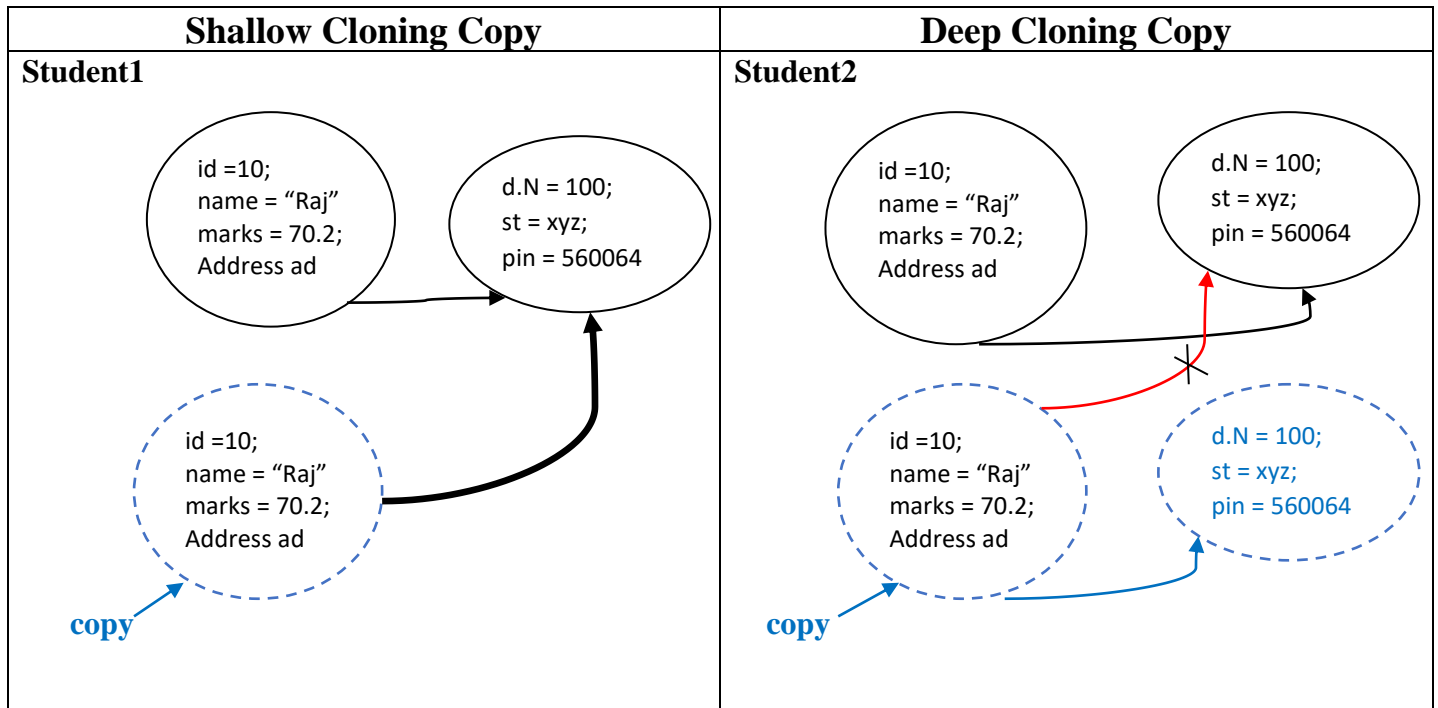 Shallow Cloning Copy
Deep Cloning Copy
Student1
id =10;
name = “Raj”
marks = 70.2;
Address ad
d.N = 100;
st = xyz;
pin = 560064
id =10;
name = “Raj”
marks = 70.2;
Address ad
copy
Student2
id =10;
name = “Raj”
marks = 70.2;
Address ad
d.N = 100;
st = xyz;
pin = 560064
id =10;
name = “Raj”
marks = 70.2;
Address ad
d.N = 100;
st = xyz;
pin = 560064
copy